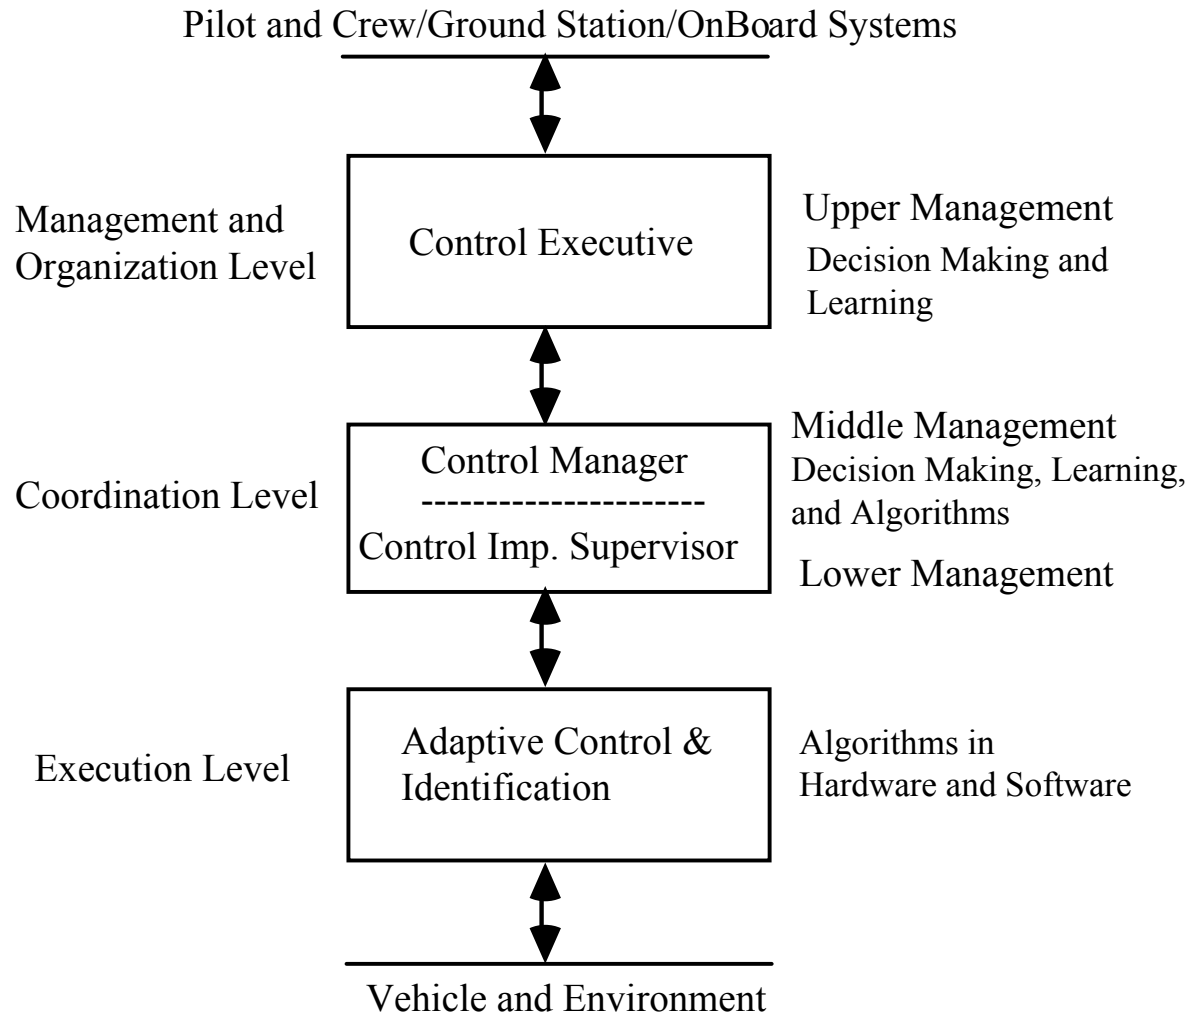 Pilot and Crew/Ground Station/OnBoard Systems
Management and
Organization Level
Control Executive
Upper Management
Decision Making and
Learning
Coordination Level
Control Manager
----------------------
Control Imp. Supervisor
Middle Management
Decision Making, Learning,
and Algorithms
Lower Management
Execution Level
Adaptive Control &
Identification
Algorithms in
Hardware and Software
Vehicle and Environment